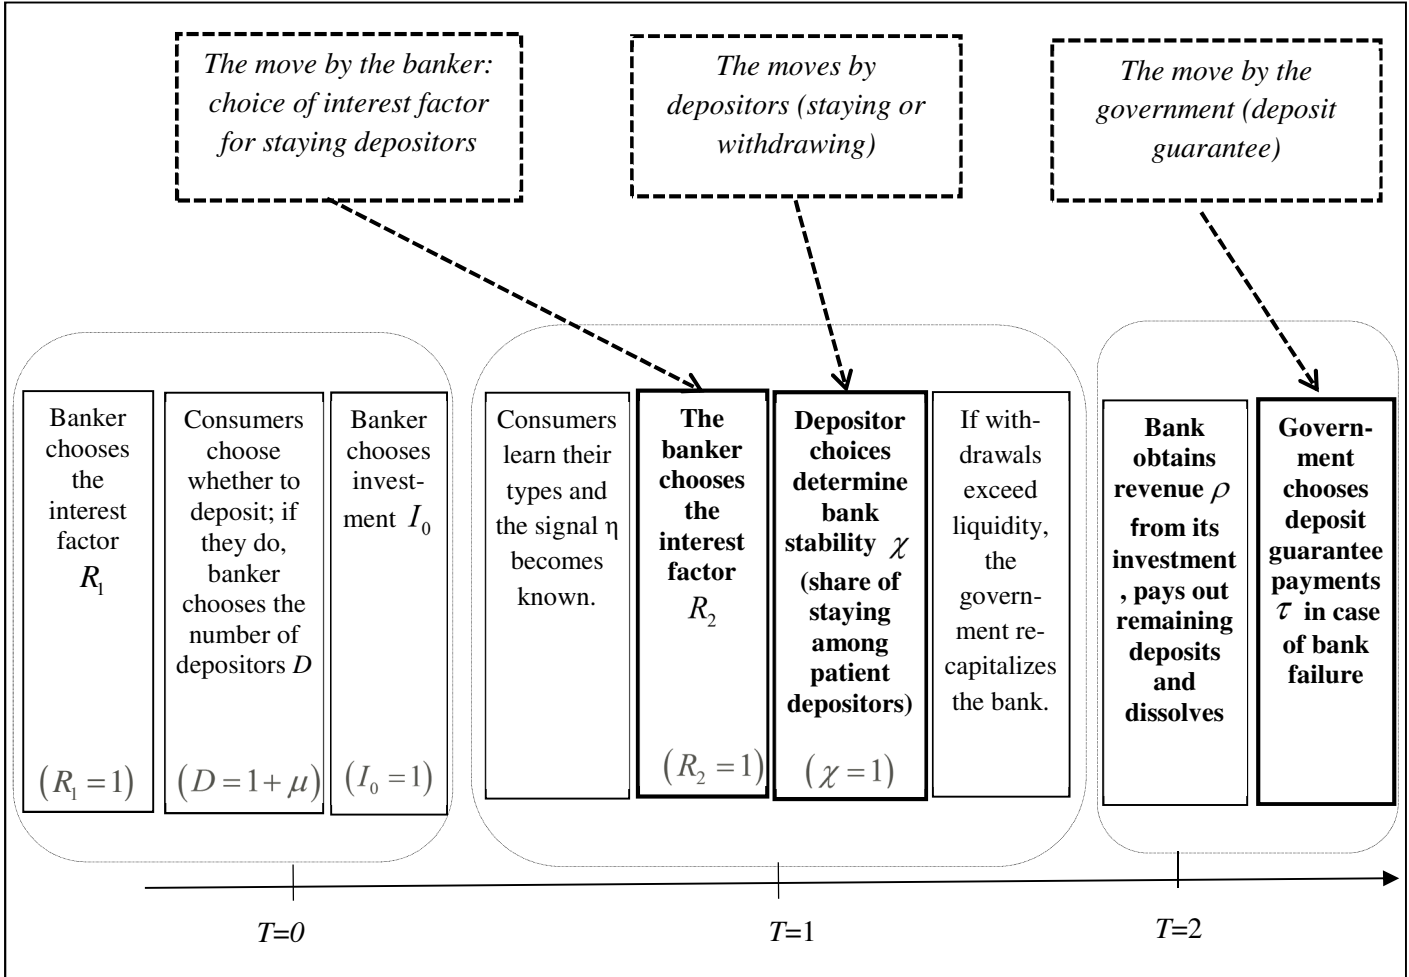 The move by the banker:
choice of interest factor
for staying depositors
The moves by
depositors (staying or
withdrawing)
The move by the
government (deposit
guarantee)
Banker
chooses
the
interest
factor
R₁
(R₁ = 1)
Consumers
choose
whether to
deposit; if
they do,
banker
chooses the
number of
depositors D
(D = 1 + μ)
Banker
chooses
invest-
ment I₀
(I₀ = 1)
Consumers
learn their
types and
the signal η
becomes
known.
The
banker
chooses
the
interest
factor
R₂
(R₂ = 1)
Depositor
choices
determine
bank
stability χ
(share of
staying
among
patient
depositors)
(χ = 1)
If with-
drawals
exceed
liquidity,
the
govern-
ment re-
capitalizes
the bank.
Bank
obtains
revenue ρ
from its
investment
, pays out
remaining
deposits
and
dissolves
Govern-
ment
chooses
deposit
guarantee
payments
τ in case
of bank
failure
T=0
T=1
T=2